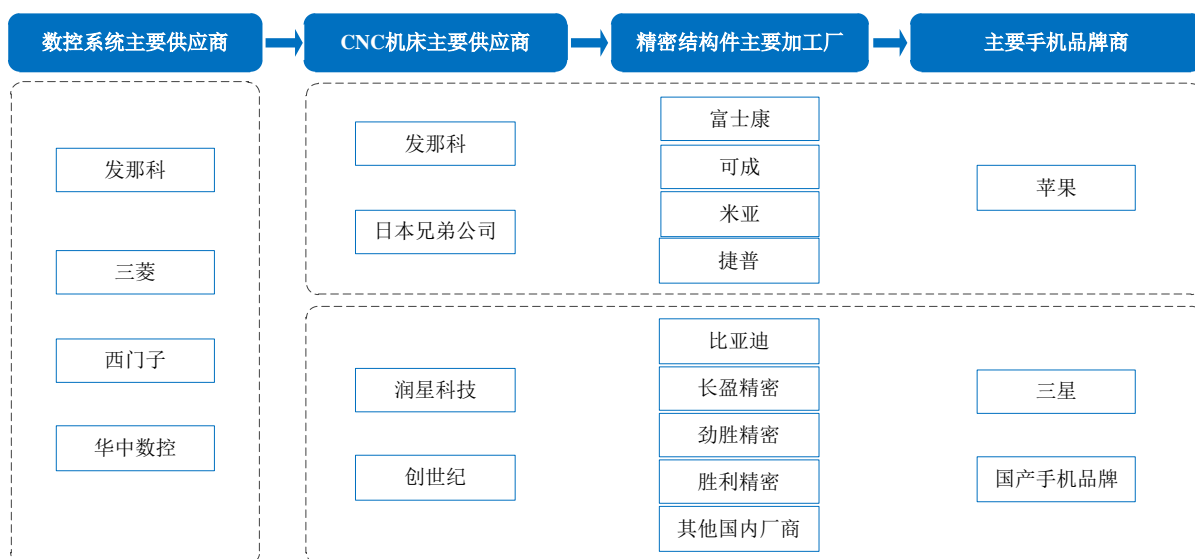 数控系统主要供应商
CNC机床主要供应商
精密结构件主要加工厂
主要手机品牌商
发那科
三菱
西门子
华中数控
发那科
日本兄弟公司
富士康
可成
米亚
捷普
苹果
润星科技
创世纪
比亚迪
长盈精密
劲胜精密
胜利精密
其他国内厂商
三星
国产手机品牌